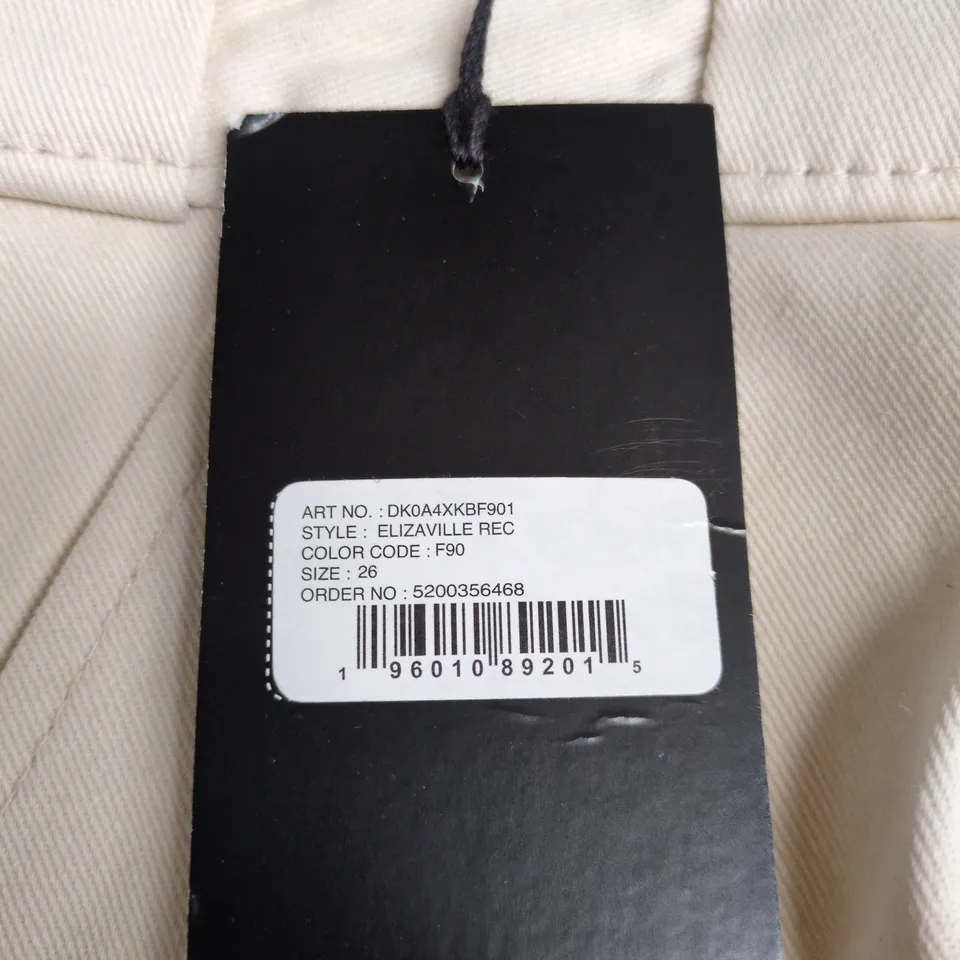 ART NO. : DK0A4XKBF901
STYLE : ELIZAVILLE REC
COLOR CODE : F90
SIZE : 26
ORDER NO : 5200356468
1 96010 89201 5